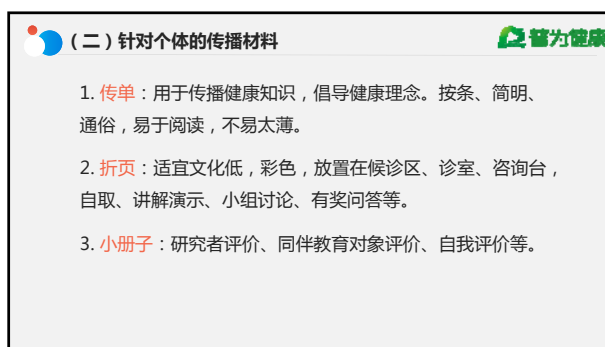 （二）针对个体的传播材料
普为健康
1. 传单：用于传播健康知识，倡导健康理念。按条、简明、
通俗，易于阅读，不易太薄。
2. 折页：适宜文化低，彩色，放置在候诊区、诊室、咨询台，
自取、讲解演示、小组讨论、有奖问答等。
3. 小册子：研究者评价、同伴教育对象评价、自我评价等。